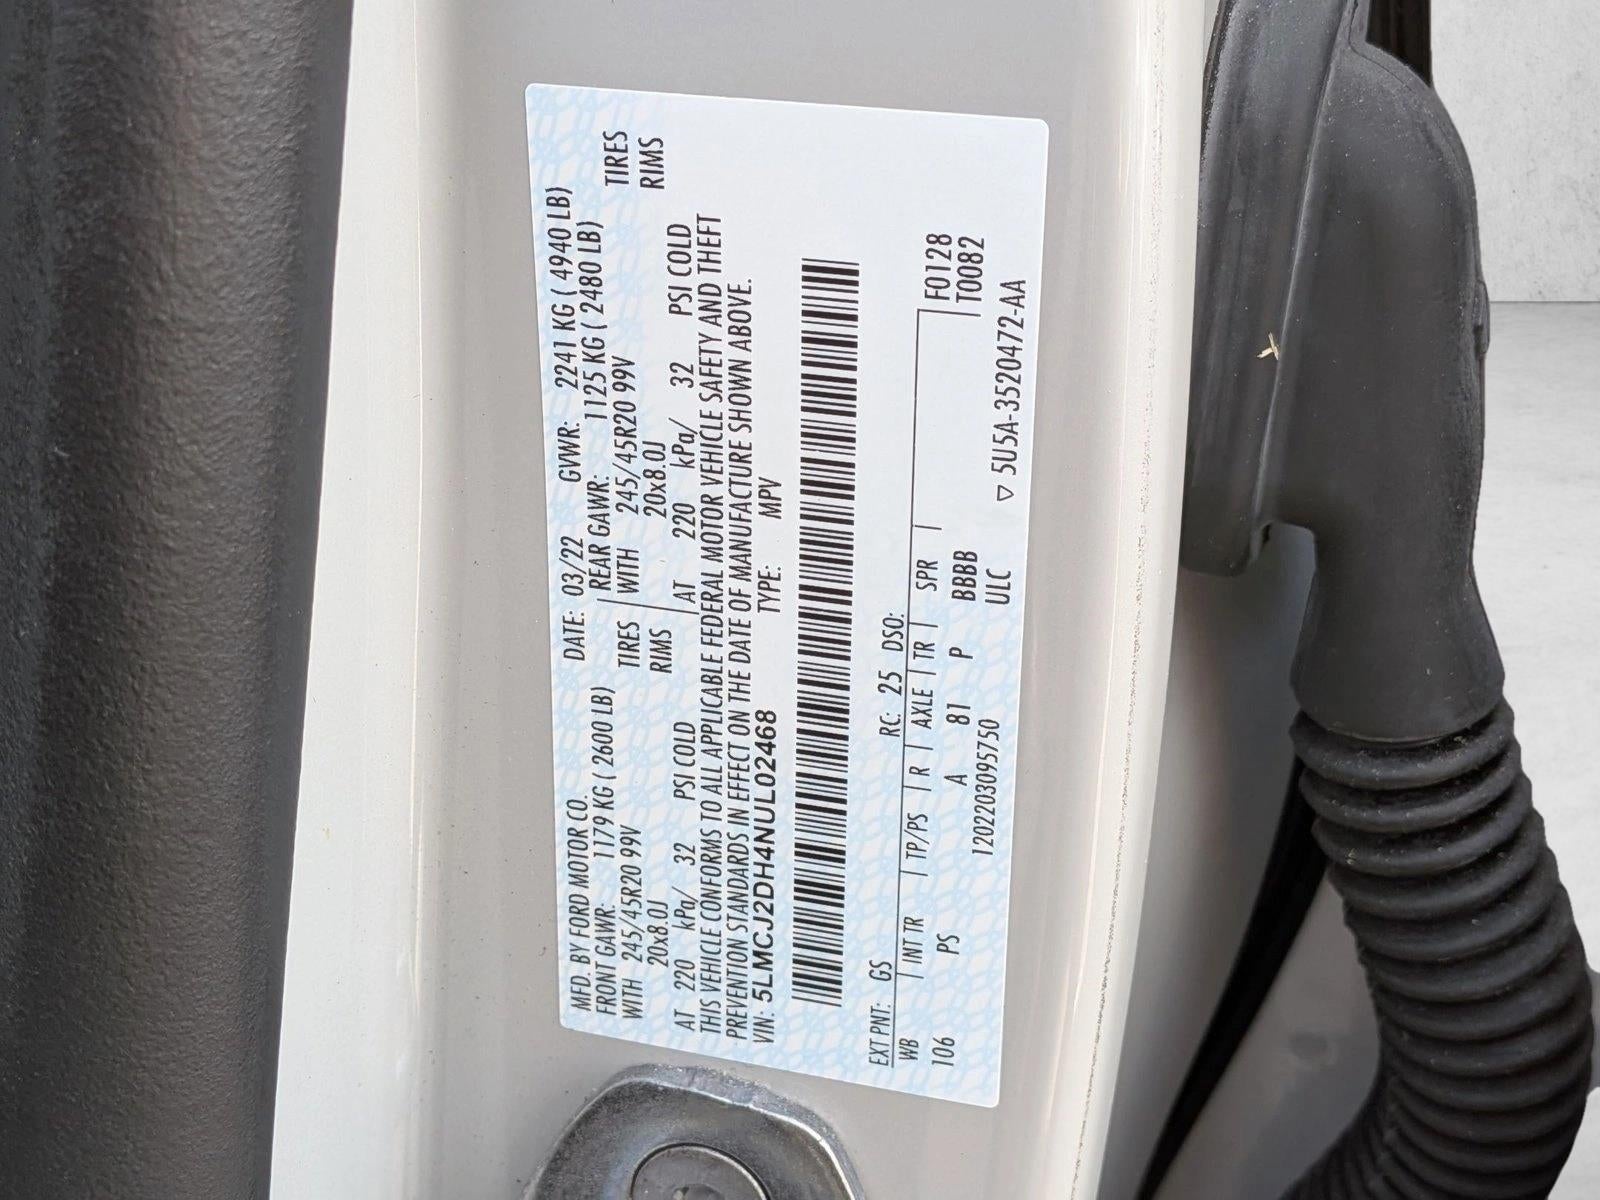 MFD. BY FORD MOTOR CO. DATE: 03/22 GVWR: 2241 KG ( 4940 LB)
FRONT GAWR: 1179 KG ( 2600 LB) REAR GAWR: 1125 KG ( 2480 LB)
WITH 245/45R20 99V TIRES WITH 245/45R20 99V TIRES
20x8.0J RIMS 20x8.0J RIMS
AT 220 kPa/ 32 PSI COLD AT 220 kPa/ 32 PSI COLD
THIS VEHICLE CONFORMS TO ALL APPLICABLE FEDERAL MOTOR VEHICLE SAFETY AND THEFT
PREVENTION STANDARDS IN EFFECT ON THE DATE OF MANUFACTURE SHOWN ABOVE.
VIN: 5LMCJ2DH4NUL02468 TYPE: MPV
EXT PNT: GS RC: 25 DSO:
WB INT TR TP/PS R AXLE TR SPR F0128
106 PS A 81 P BBBB T0082
120220309575O ULC
▽ 5U5A-3520472-AA